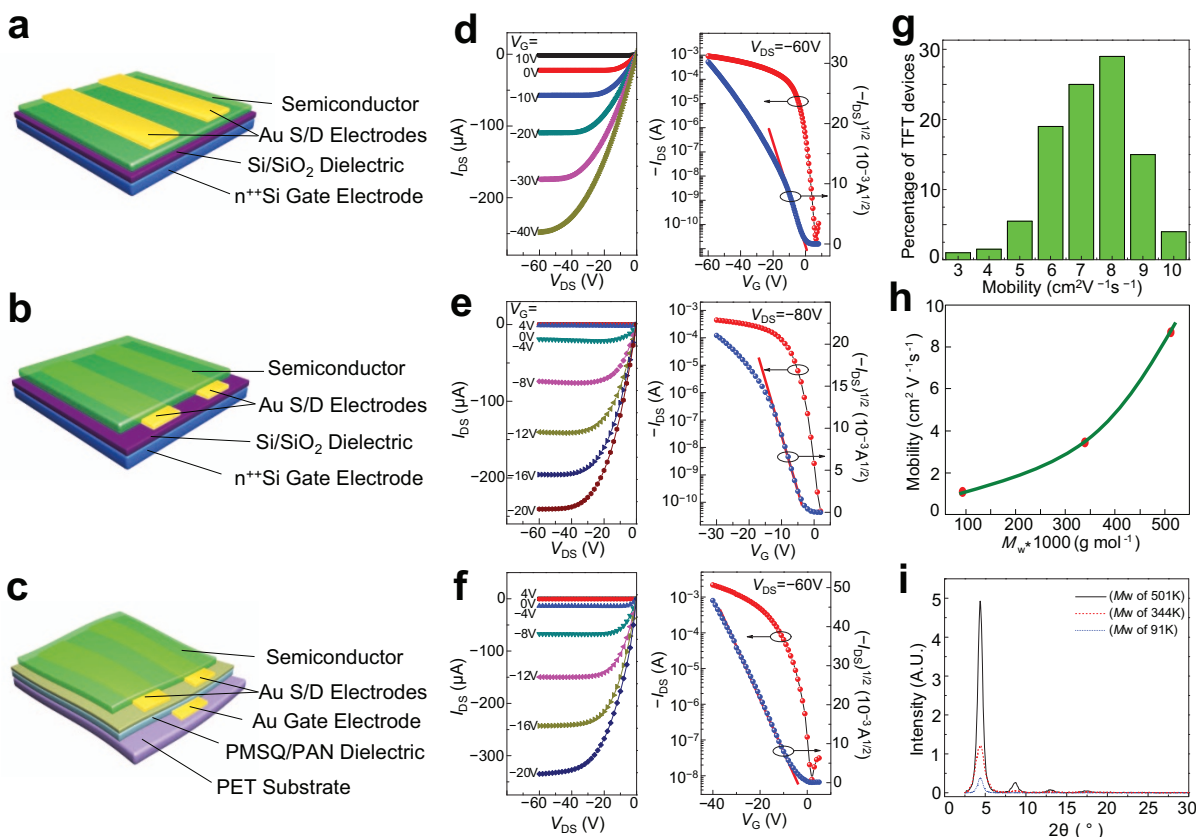 a
Semiconductor
Au S/D Electrodes
Si/SiO2 Dielectric
n++Si Gate Electrode
b
Semiconductor
Au S/D Electrodes
Si/SiO2 Dielectric
n++Si Gate Electrode
c
Semiconductor
Au S/D Electrodes
Au Gate Electrode
PMSQ/PAN Dielectric
PET Substrate
d
VG=
10V
0V
−10V
−20V
−30V
−40V
0
−100
−200
IDS (µA)
−60 −40 −20 0
VDS (V)
VDS=−60V
10−3
10−4
10−5
10−6
10−7
10−8
10−9
10−10
−IDS (A)
30
20
10
0
(−IDS)1/2 (10−3A1/2)
−60 −40 −20 0
VG (V)
e
VG=
4V
0V
−4V
−8V
−12V
−16V
−20V
0
−100
−200
IDS (µA)
−60 −40 −20 0
VDS (V)
VDS=−80V
10−3
10−4
10−5
10−6
10−7
10−8
10−9
10−10
−IDS (A)
20
10
0
(−IDS)1/2 (10−3A1/2)
−30 −20 −10 0
VG (V)
f
4V
0V
−4V
−8V
−12V
−16V
−20V
0
−100
−200
−300
IDS (µA)
−60 −40 −20 0
VDS (V)
VDS=−60V
10−3
10−4
10−5
10−6
10−7
10−8
−IDS (A)
50
40
30
20
10
0
(−IDS)1/2 (10−3A1/2)
−40 −20 0
VG (V)
g
Percentage of TFT devices
30
20
10
0
3 4 5 6 7 8 9 10
Mobility (cm2V −1s−1)
h
Mobility (cm2 V −1s−1)
10
8
6
4
2
0
100 200 300 400 500
Mw*1000 (g mol−1)
i
(Mw of 501K)
(Mw of 344K)
(Mw of 91K)
Intensity (A.U.)
5
4
3
2
1
0
0 5 10 15 20 25 30
2θ ( °)